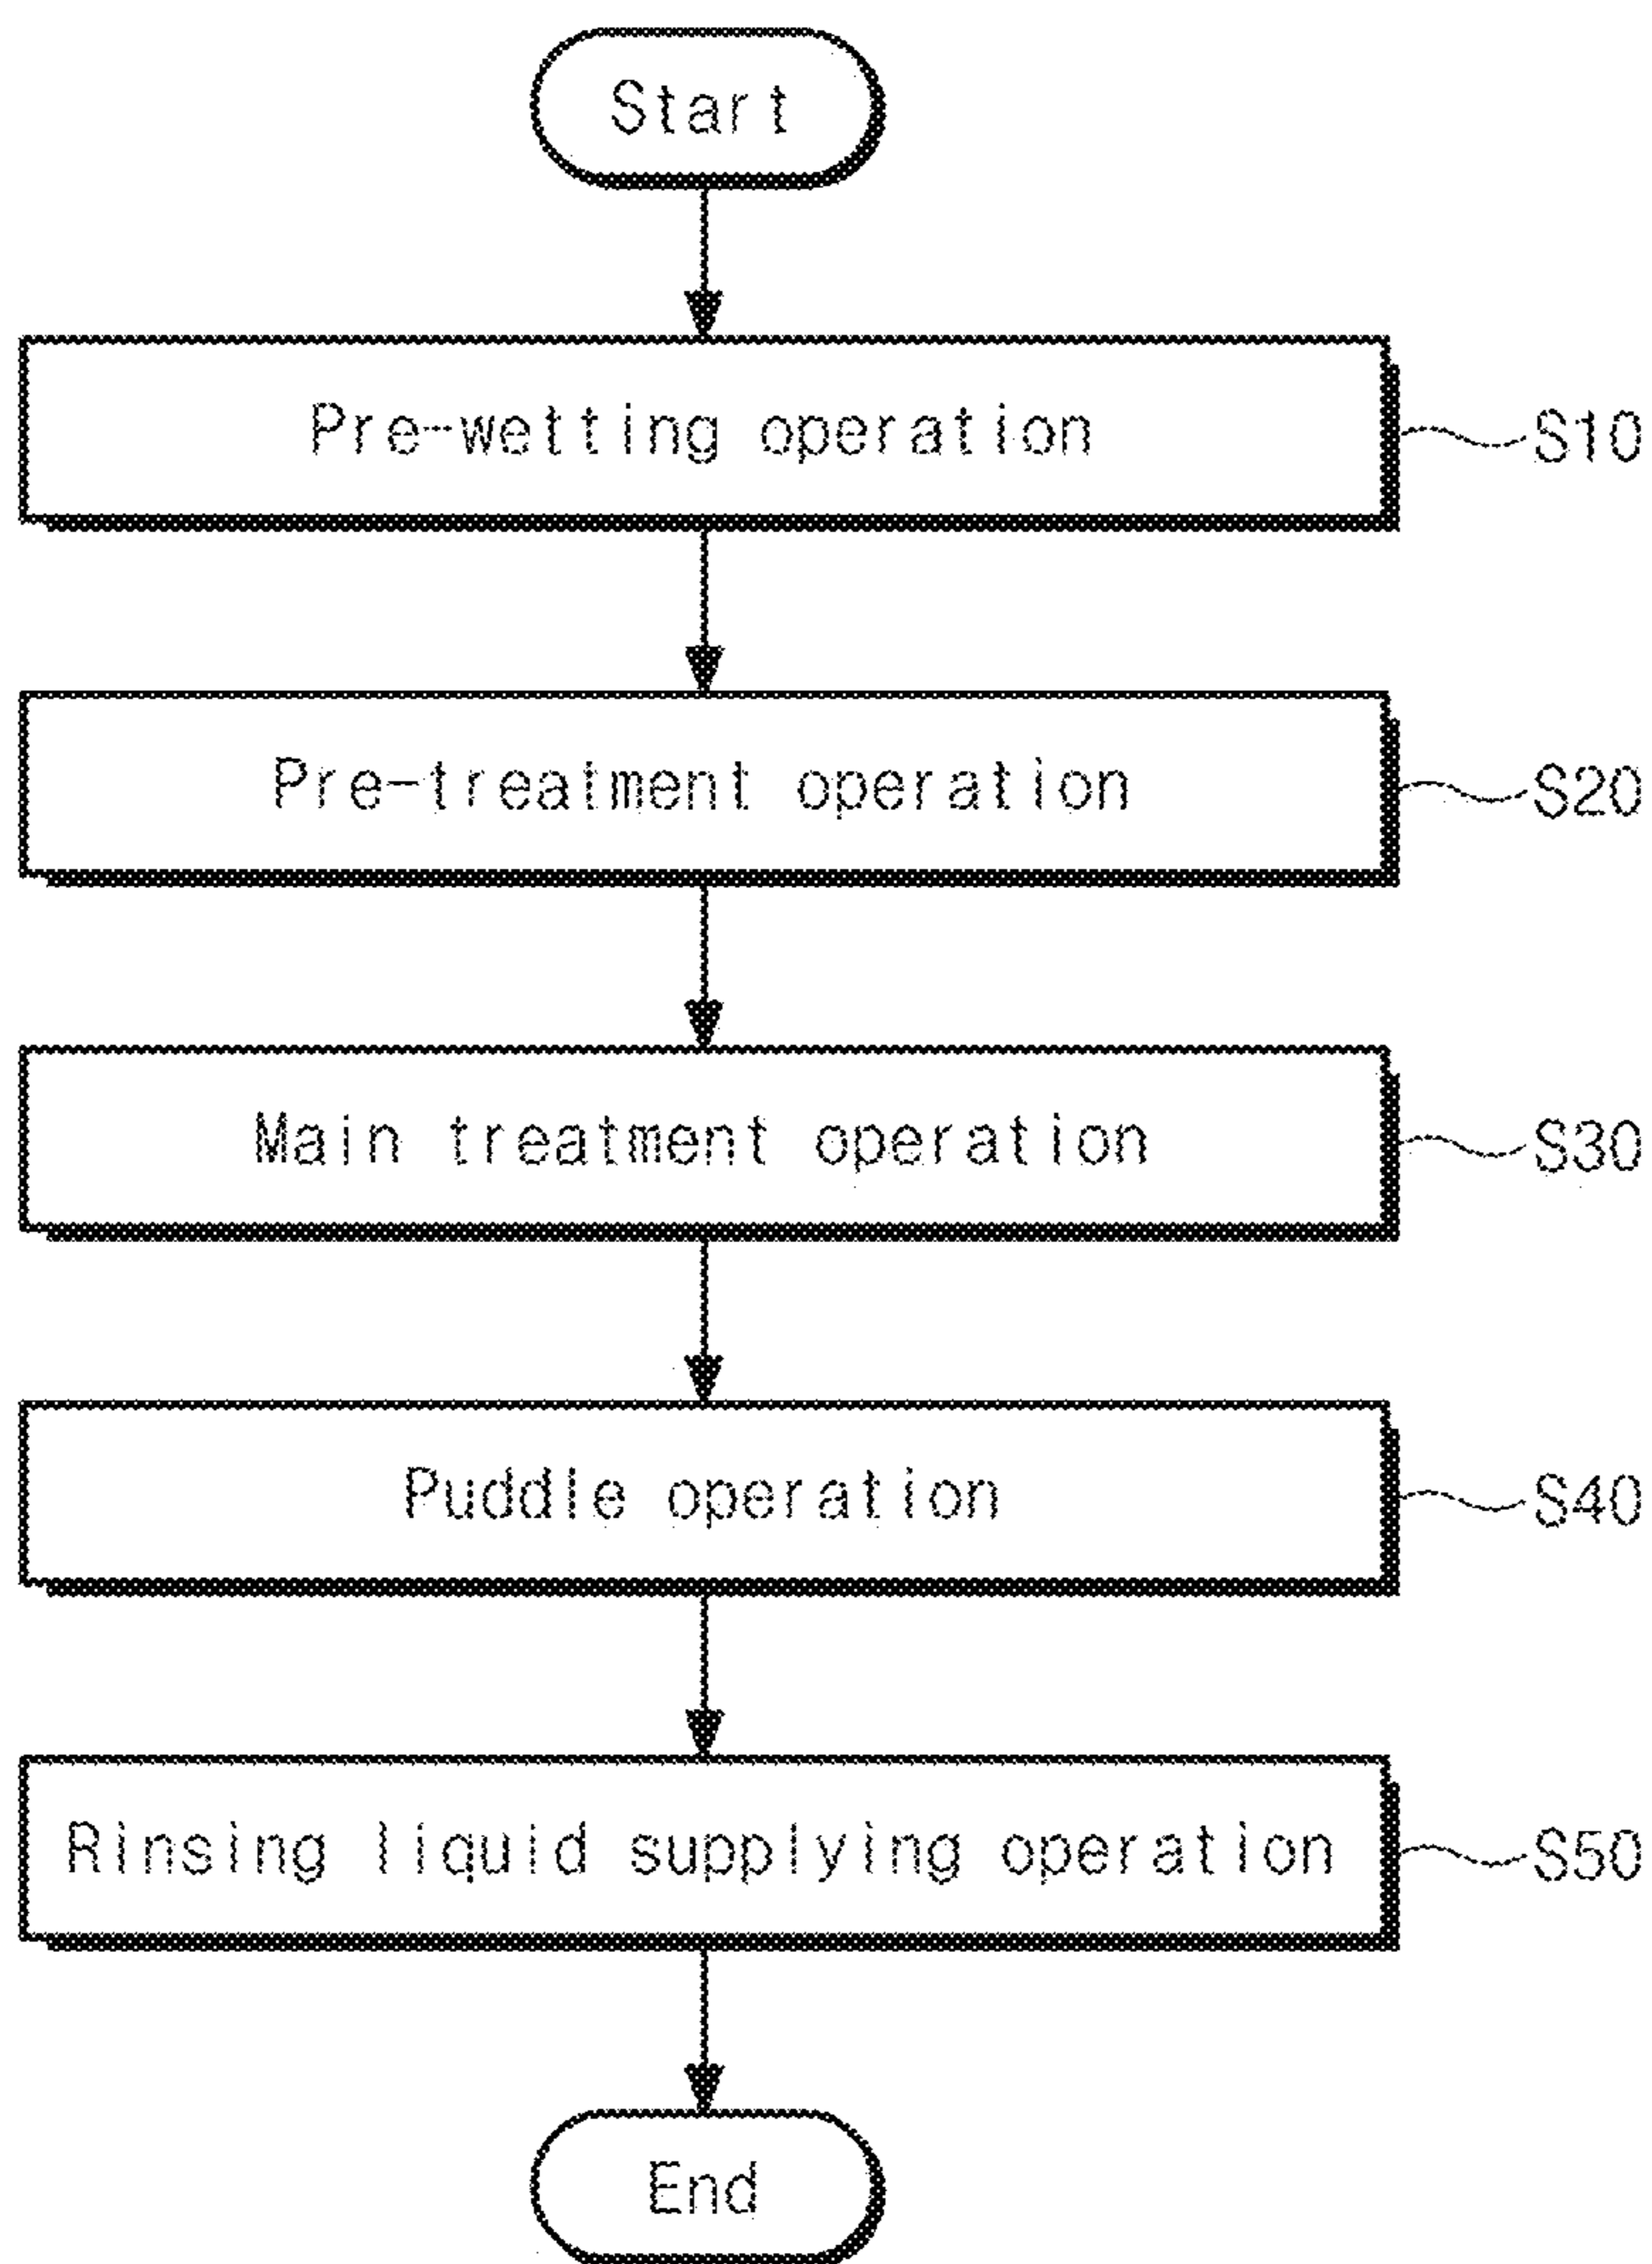 Start
Pre-wetting operation
S10
Pre-treatment operation
S20
Main treatment operation
S30
Puddle operation
S40
Rinsing liquid supplying operation
S50
End